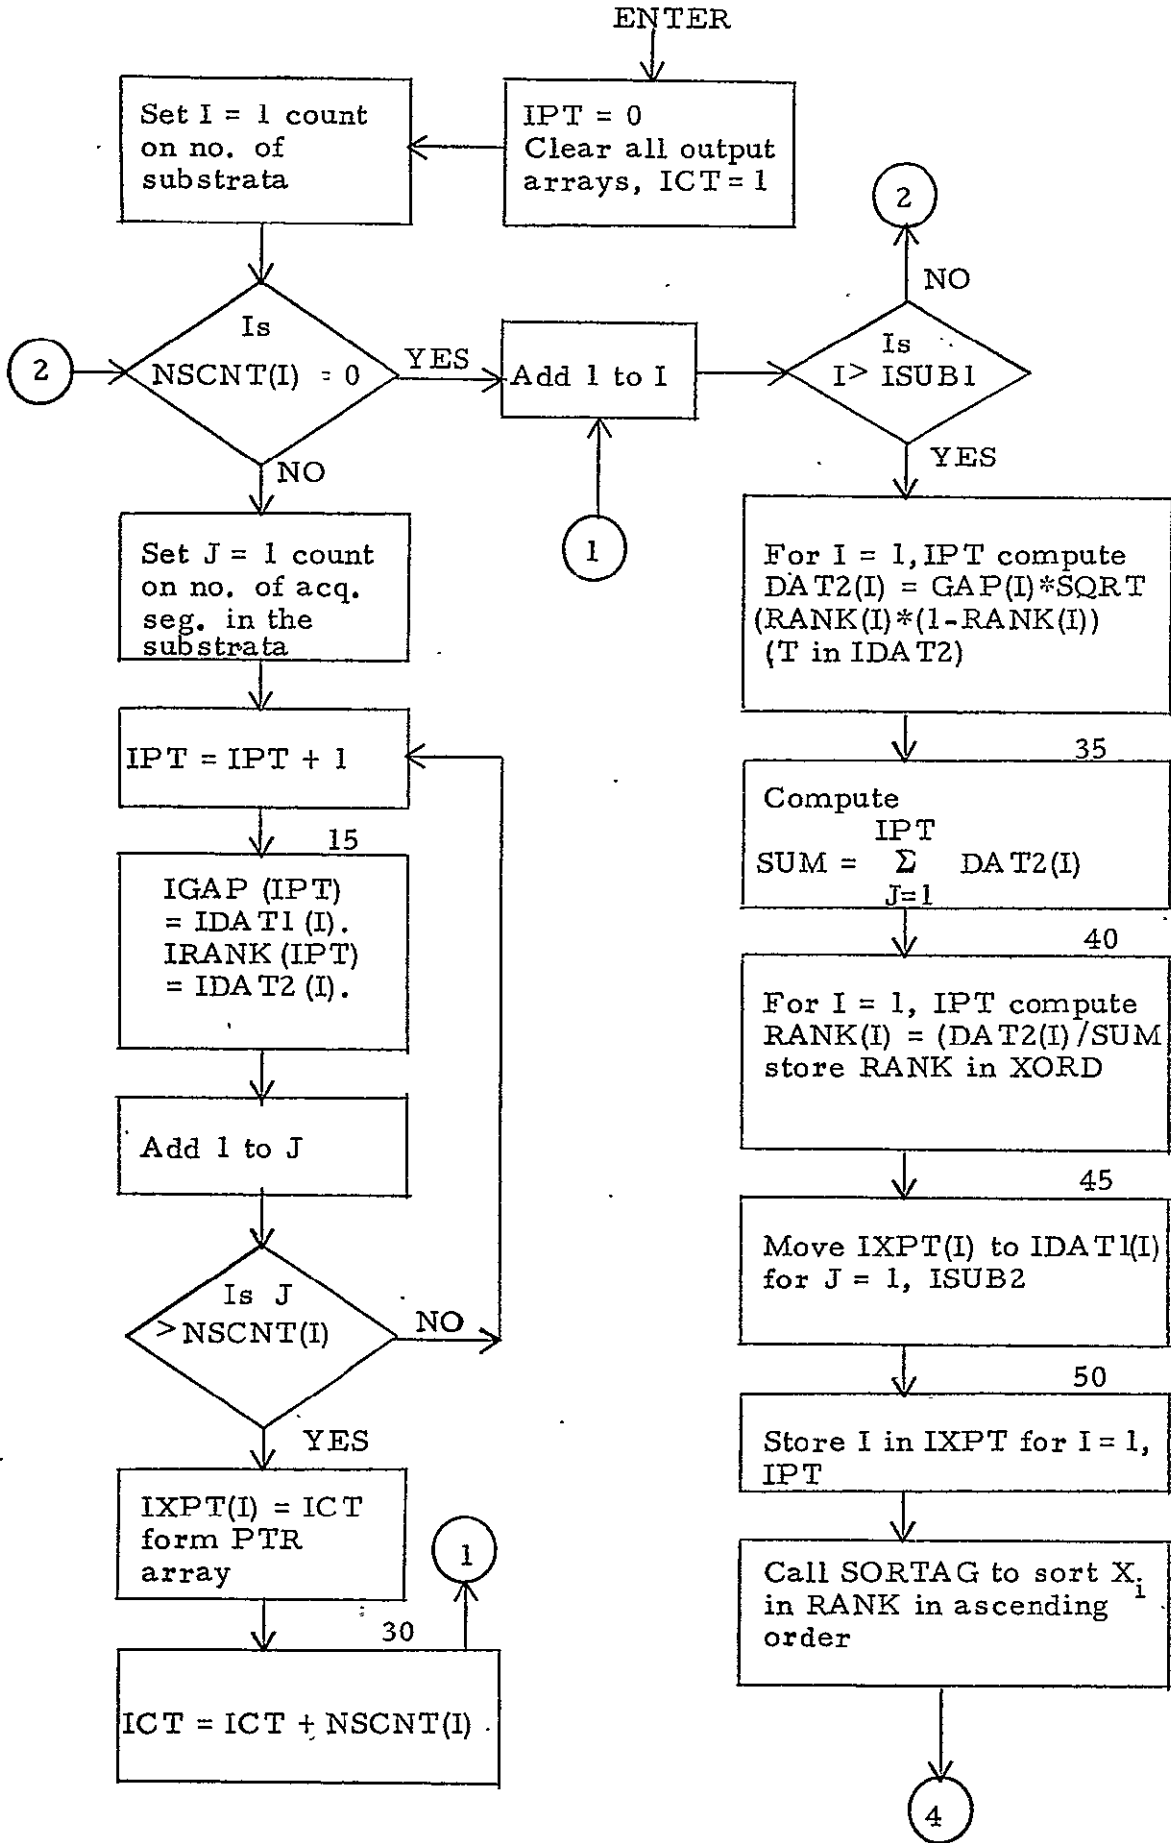 ENTER
IPT = 0
Clear all output
arrays, ICT = 1
Set I = 1 count
on no. of
substrata
2
Is
NSCNT(I) = 0
YES
NO
Add 1 to I
1
Is
I > ISUB1
NO
2
YES
Set J = 1 count
on no. of acq.
seg. in the
substrata
IPT = IPT + 1
15
IGAP (IPT)
= IDAT1 (I).
IRANK (IPT)
= IDAT2 (I).
Add 1 to J
Is J
> NSCNT(I)
NO
YES
IXPT(I) = ICT
form PTR
array
30
ICT = ICT + NSCNT(I)
1
For I = 1, IPT compute
DAT2(I) = GAP(I)*SQRT
(RANK(I)*(1-RANK(I))
(T in IDAT2)
35
Compute
IPT
SUM = Σ DAT2(I)
J=1
40
For I = 1, IPT compute
RANK(I) = (DAT2(I)/SUM
store RANK in XORD
45
Move IXPT(I) to IDAT1(I)
for J = 1, ISUB2
50
Store I in IXPT for I = 1,
IPT
Call SORTAG to sort Xi
in RANK in ascending
order
4